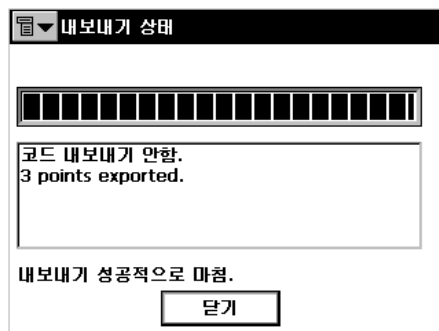 내보내기 상태
코드 내보내기 안함.
3 points exported.
내보내기 성공적으로 마침.
닫기